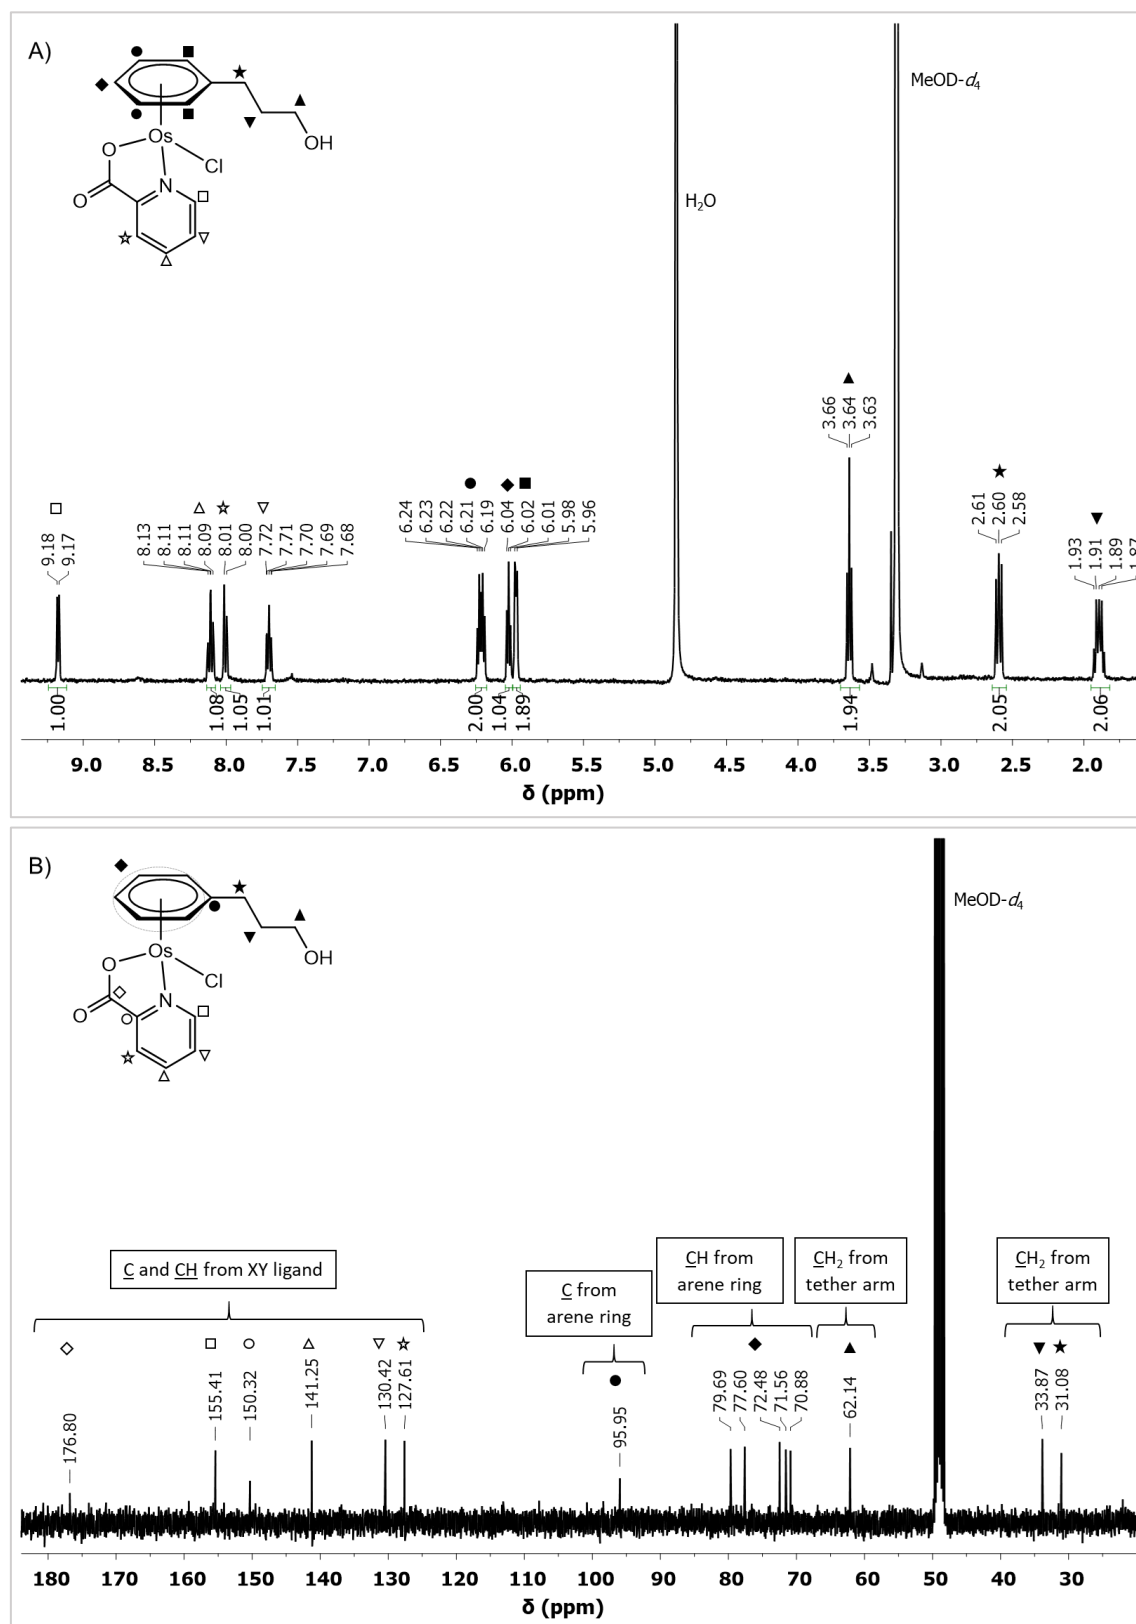 A)
Os
O
Cl
O
N
OH
MeOD-d4
H2O
9.18
9.17
8.13
8.11
8.11
8.09
8.01
8.00
7.72
7.71
7.70
7.69
7.68
6.24
6.23
6.22
6.21
6.19
6.04
6.02
6.01
5.98
5.96
3.66
3.64
3.63
2.61
2.60
2.58
1.93
1.91
1.89
1.87
1.00
1.08
1.05
1.01
2.00
1.04
1.89
1.94
2.05
2.06
9.0 8.5 8.0 7.5 7.0 6.5 6.0 5.5 5.0 4.5 4.0 3.5 3.0 2.5 2.0
δ (ppm)
B)
Os
O
Cl
O
N
OH
MeOD-d4
C and CH from XY ligand
C from
arene ring
CH from
arene ring
CH2 from
tether arm
CH2 from
tether arm
176.80
155.41
150.32
141.25
130.42
127.61
95.95
79.69
77.60
72.48
71.56
70.88
62.14
33.87
31.08
180 170 160 150 140 130 120 110 100 90 80 70 60 50 40 30
δ (ppm)